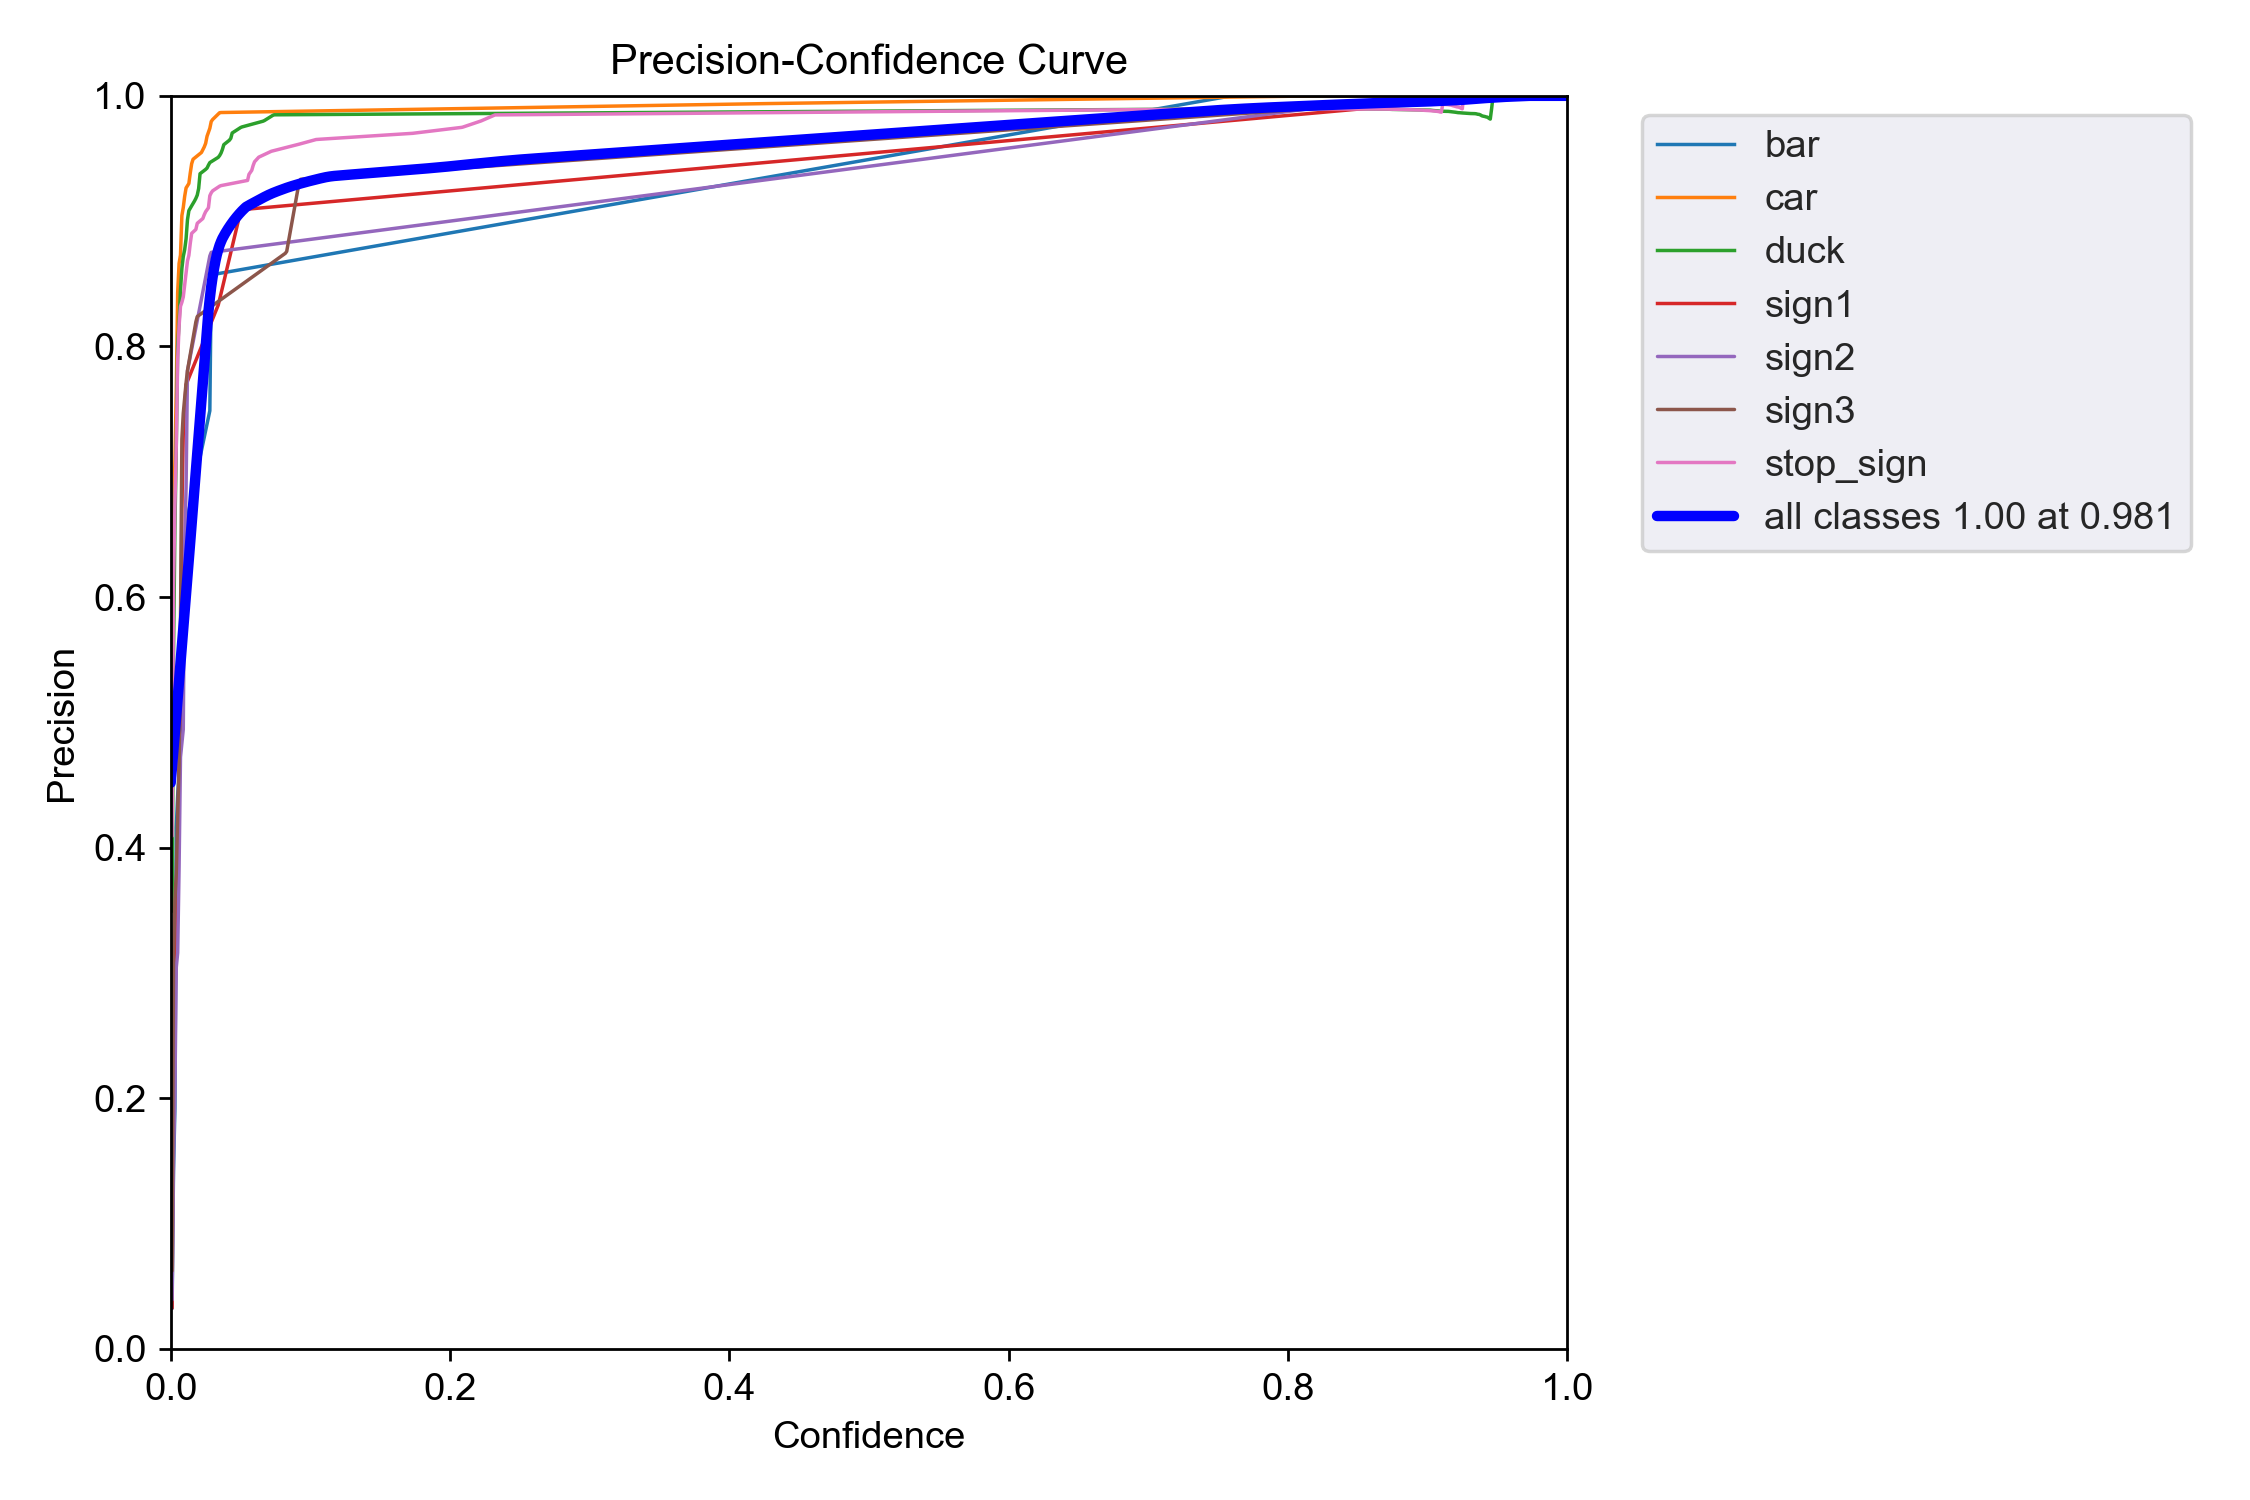 Precision-Confidence Curve
1.0
0.8
0.6
0.4
0.2
0.0
Precision
0.0 0.2 0.4 0.6 0.8 1.0
Confidence
bar
car
duck
sign1
sign2
sign3
stop_sign
all classes 1.00 at 0.981